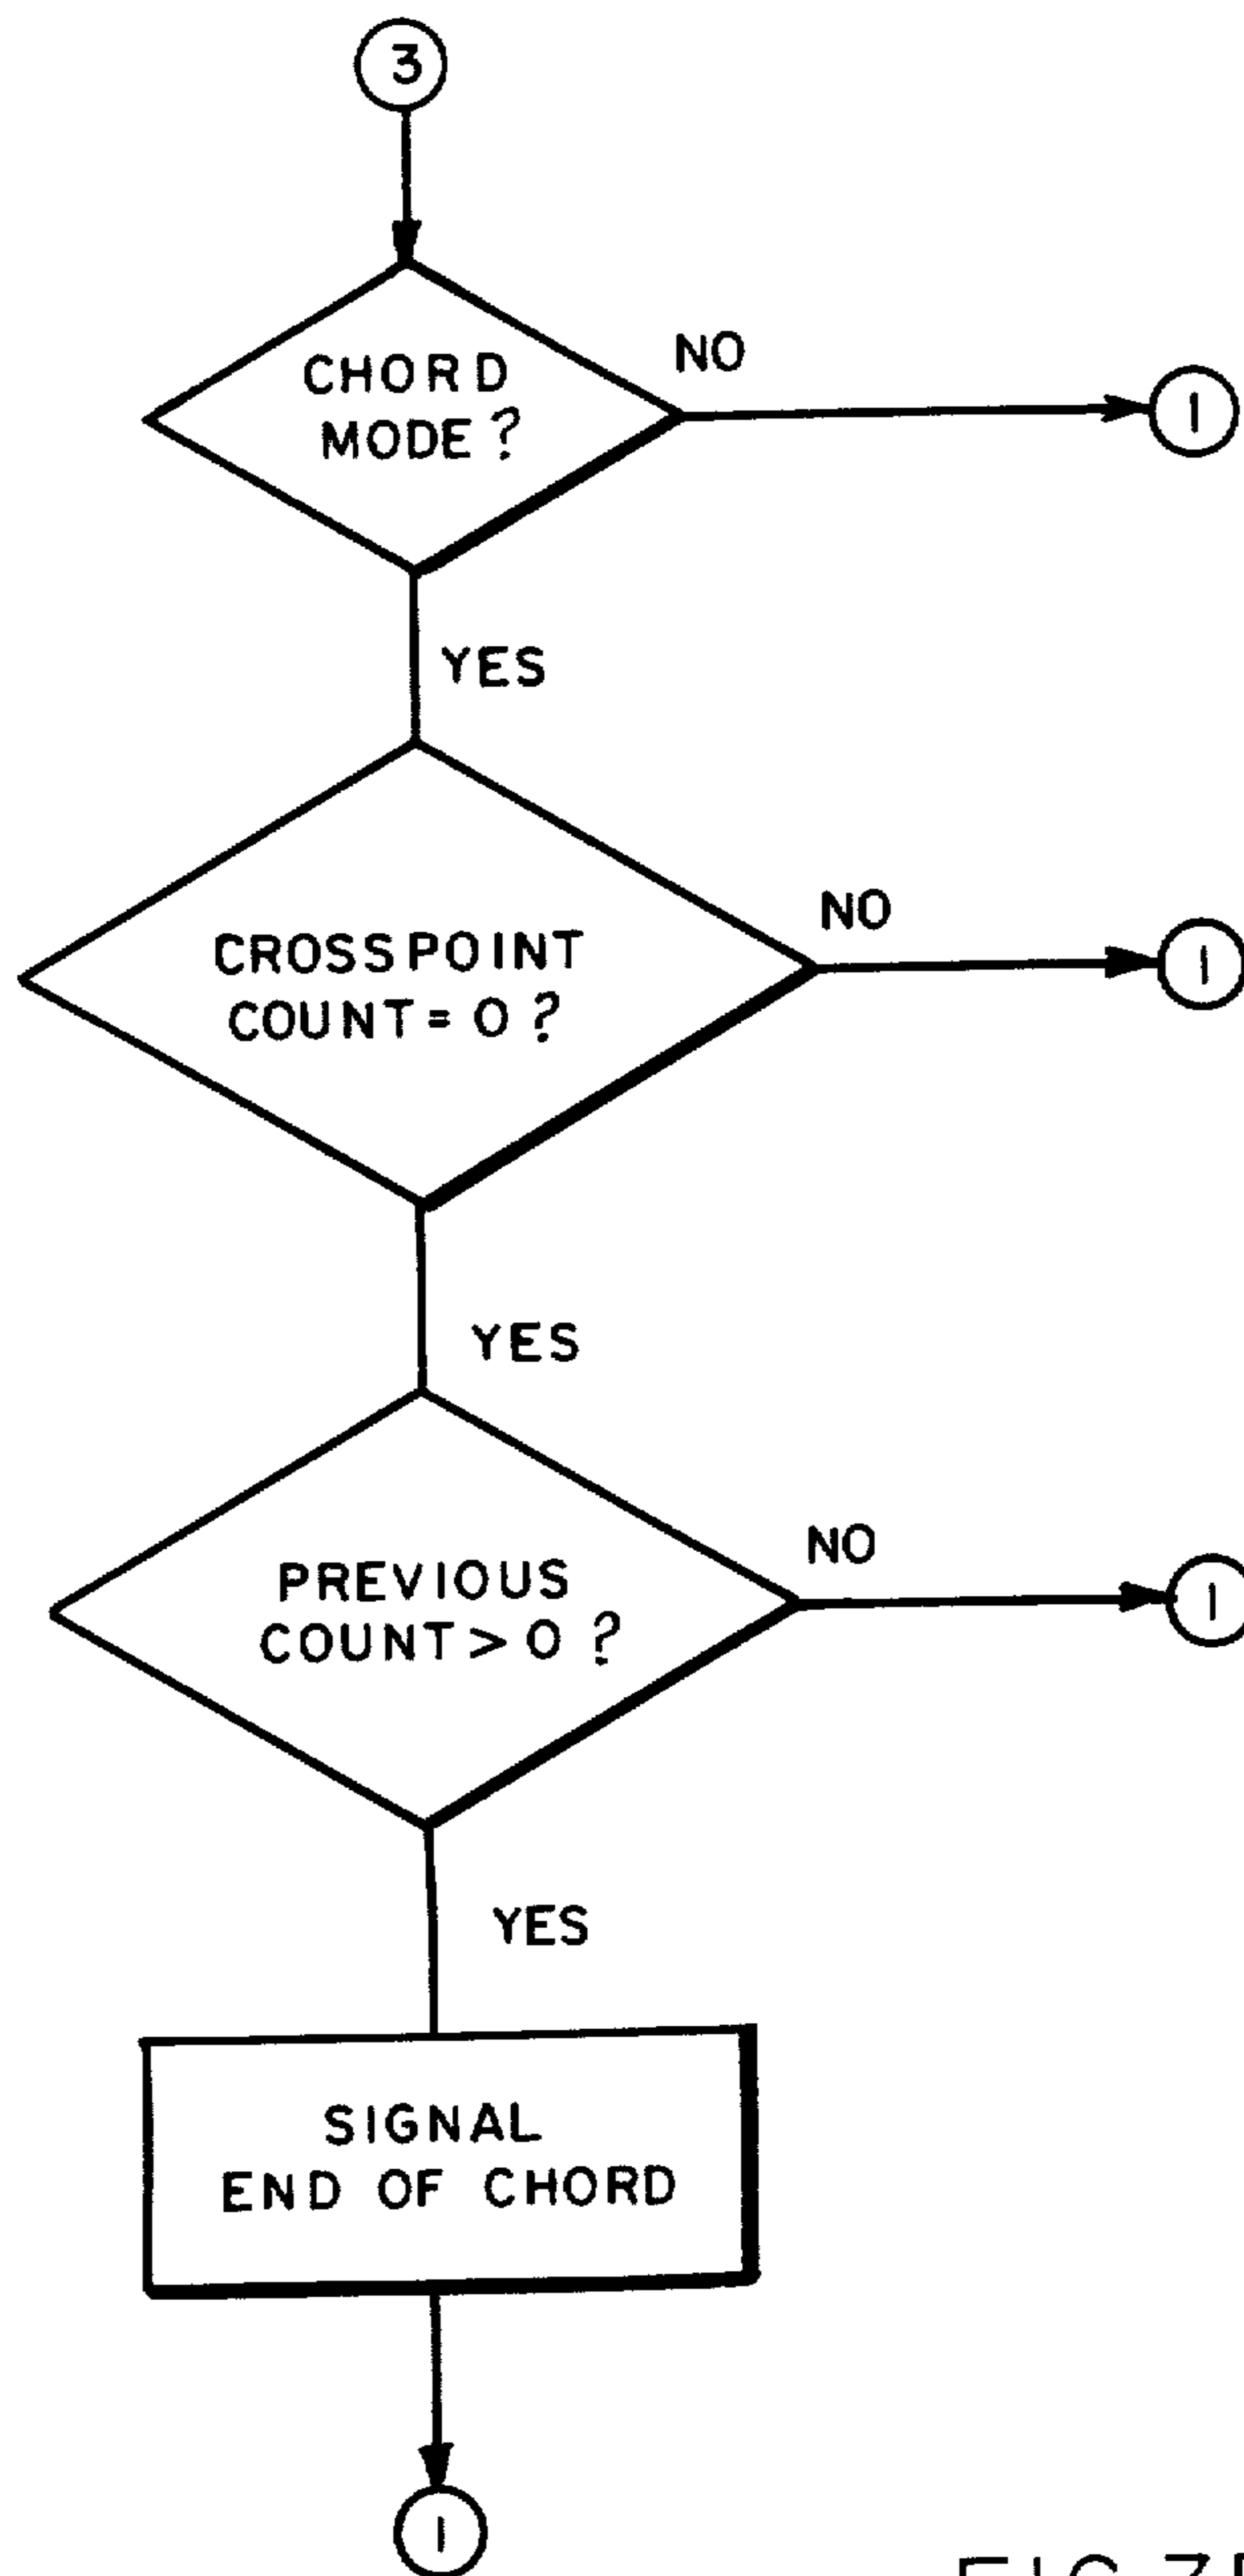 3
CHORD
MODE?
NO
1
YES
CROSSPOINT
COUNT = 0?
NO
1
YES
PREVIOUS
COUNT > 0?
NO
1
YES
SIGNAL
END OF CHORD
1